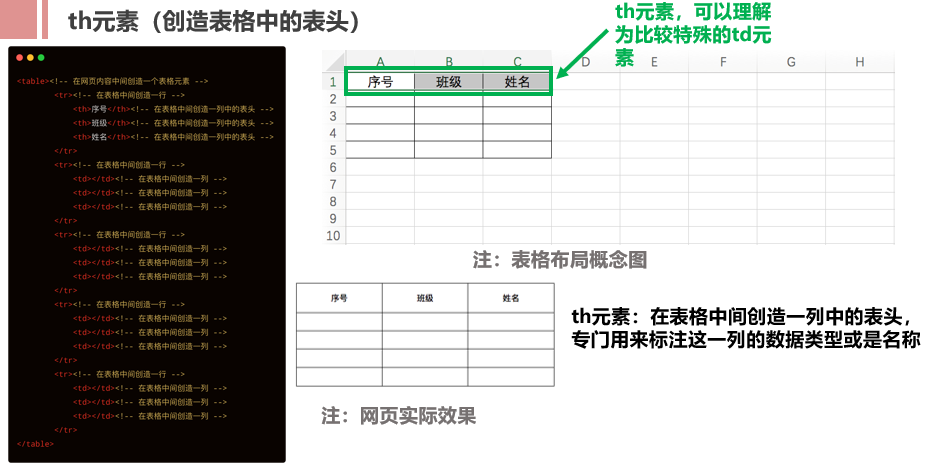 th元素（创造表格中的表头）
<table><!-- 在网页内容中间创造一个表格元素 -->
<tr><!-- 在表格中间创造一行 -->
<th>序号</th><!-- 在表格中间创造一列中的表头 -->
<th>班级</th><!-- 在表格中间创造一列中的表头 -->
<th>姓名</th><!-- 在表格中间创造一列中的表头 -->
</tr>
<tr><!-- 在表格中间创造一行 -->
<td></td><!-- 在表格中间创造一列 -->
<td></td><!-- 在表格中间创造一列 -->
<td></td><!-- 在表格中间创造一列 -->
</tr>
<tr><!-- 在表格中间创造一行 -->
<td></td><!-- 在表格中间创造一列 -->
<td></td><!-- 在表格中间创造一列 -->
<td></td><!-- 在表格中间创造一列 -->
</tr>
<tr><!-- 在表格中间创造一行 -->
<td></td><!-- 在表格中间创造一列 -->
<td></td><!-- 在表格中间创造一列 -->
<td></td><!-- 在表格中间创造一列 -->
</tr>
<tr><!-- 在表格中间创造一行 -->
<td></td><!-- 在表格中间创造一列 -->
<td></td><!-- 在表格中间创造一列 -->
<td></td><!-- 在表格中间创造一列 -->
</tr>
</table>
th元素，可以理解
为比较特殊的td元
素
A B C D E F G H
1 序号 班级 姓名
2
3
4
5
6
7
8
9
10
注：表格布局概念图
序号 班级 姓名
注：网页实际效果
th元素：在表格中间创造一列中的表头，
专门用来标注这一列的数据类型或是名称